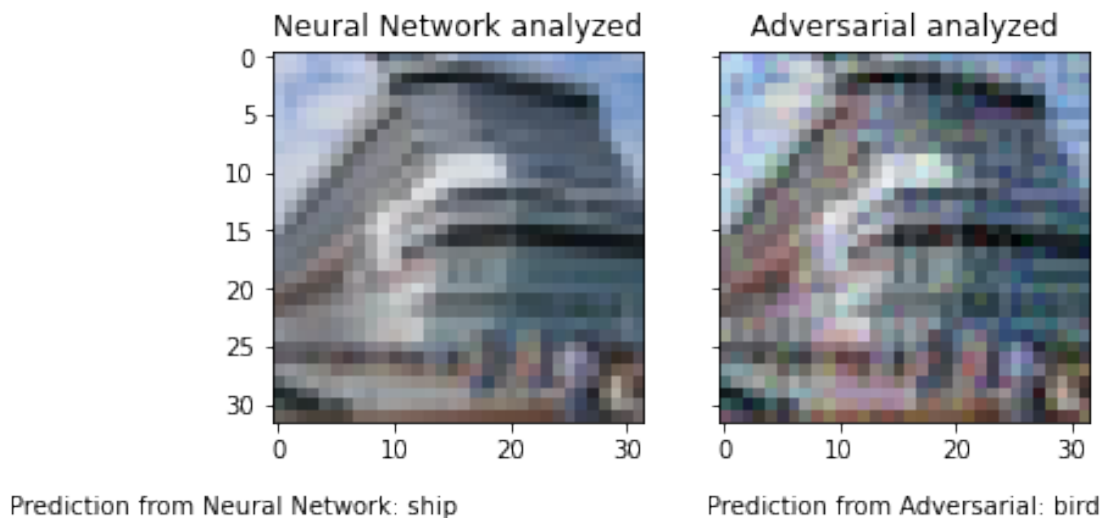 Neural Network analyzed
Adversarial analyzed
0
5
10
15
20
25
30
0 10 20 30
0 10 20 30
Prediction from Neural Network: ship
Prediction from Adversarial: bird